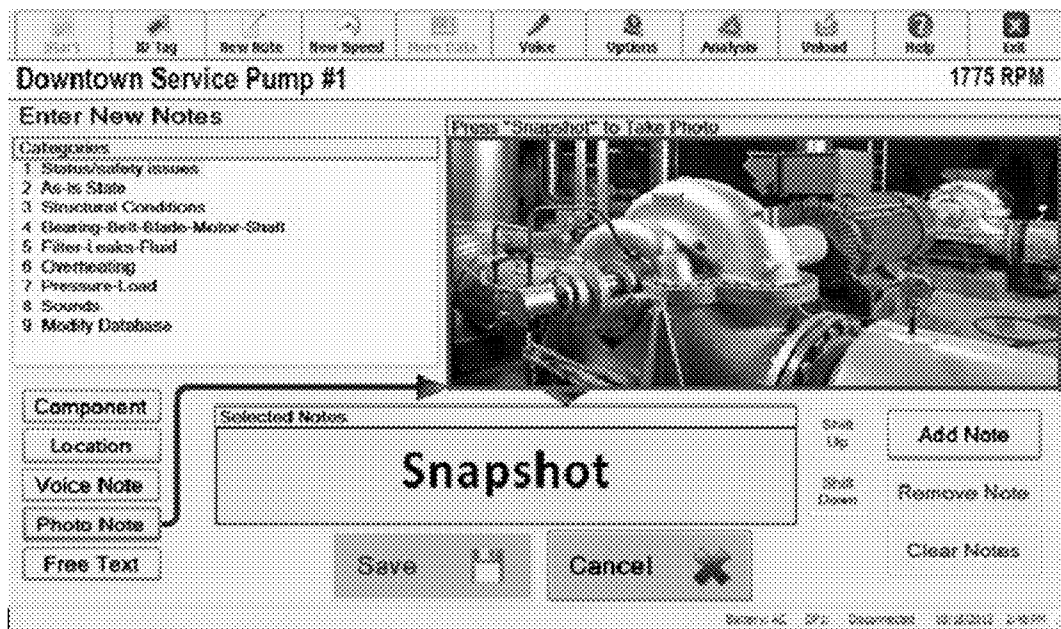 Start ID Tag New Note New Speed Store Data Voice Options Analysis Unload Help Exit
Downtown Service Pump #1 1775 RPM
Enter New Notes
Press "Snapshot" to Take Photo
Categories
1 Status/safety issues
2 As-Is State
3 Structural Conditions
4 Bearing-Belt-Blade-Motor-Shaft
5 Filter-Leaks-Fluid
6 Overheating
7 Pressure-Load
8 Sounds
9 Modify Database
Component
Location
Voice Note
Photo Note
Free Text
Selected Notes
Snapshot
Shift Up
Shift Down
Add Note
Remove Note
Clear Notes
Save
Cancel